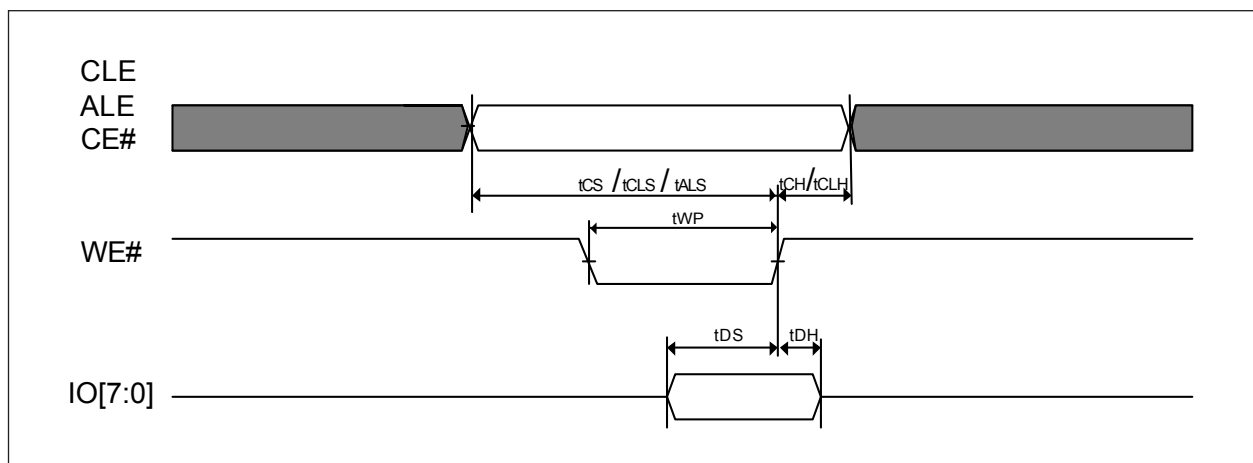 CLE
ALE
CE#
tCS / tCLS / tALS
tCH/tCLH
tWP
WE#
tDS
tDH
IO[7:0]